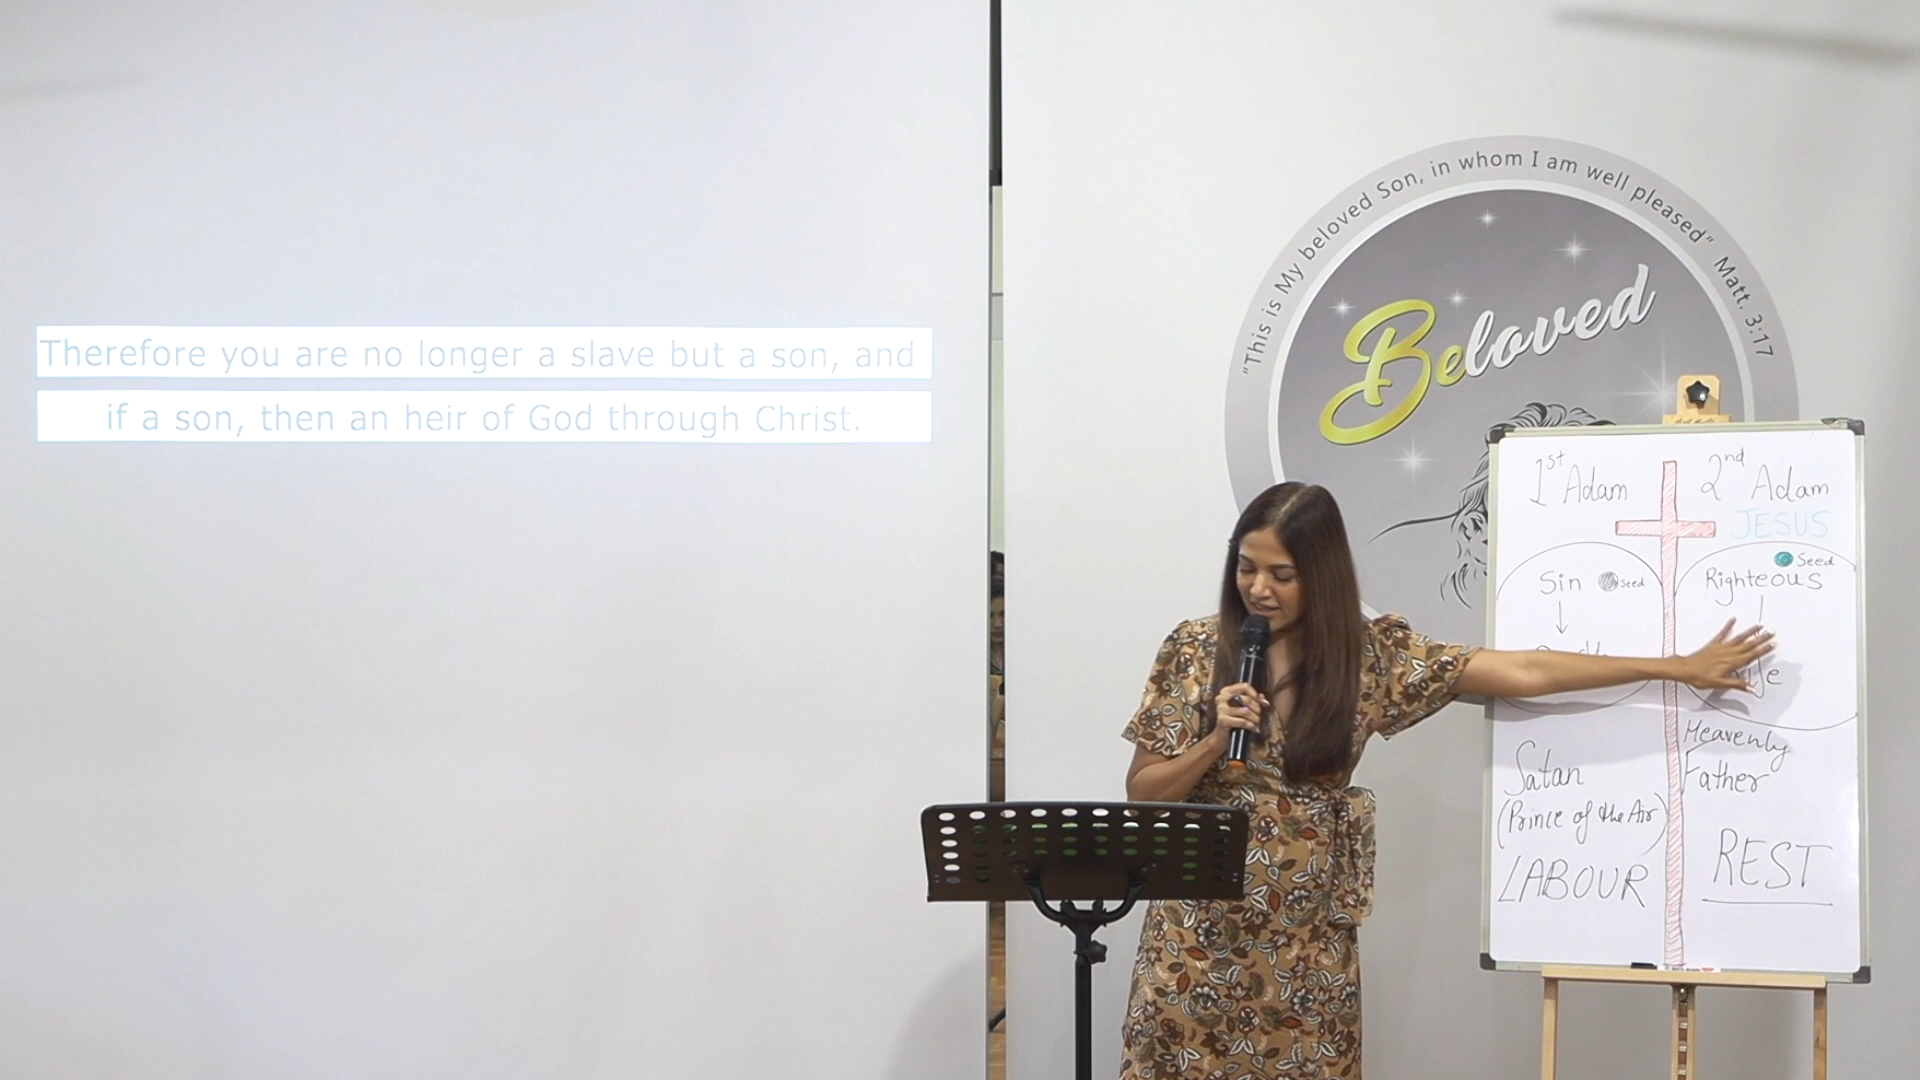 Therefore you are no longer a slave but a son, and
if a son, then an heir of God through Christ.
"This is My beloved Son, in whom I am well pleased" Matt. 3:17
Beloved
1st Adam
2nd Adam
JESUS
Sin
Seed
Seed
Righteous
Satan
(Prince of the Air)
LABOUR
Heavenly
Father
REST